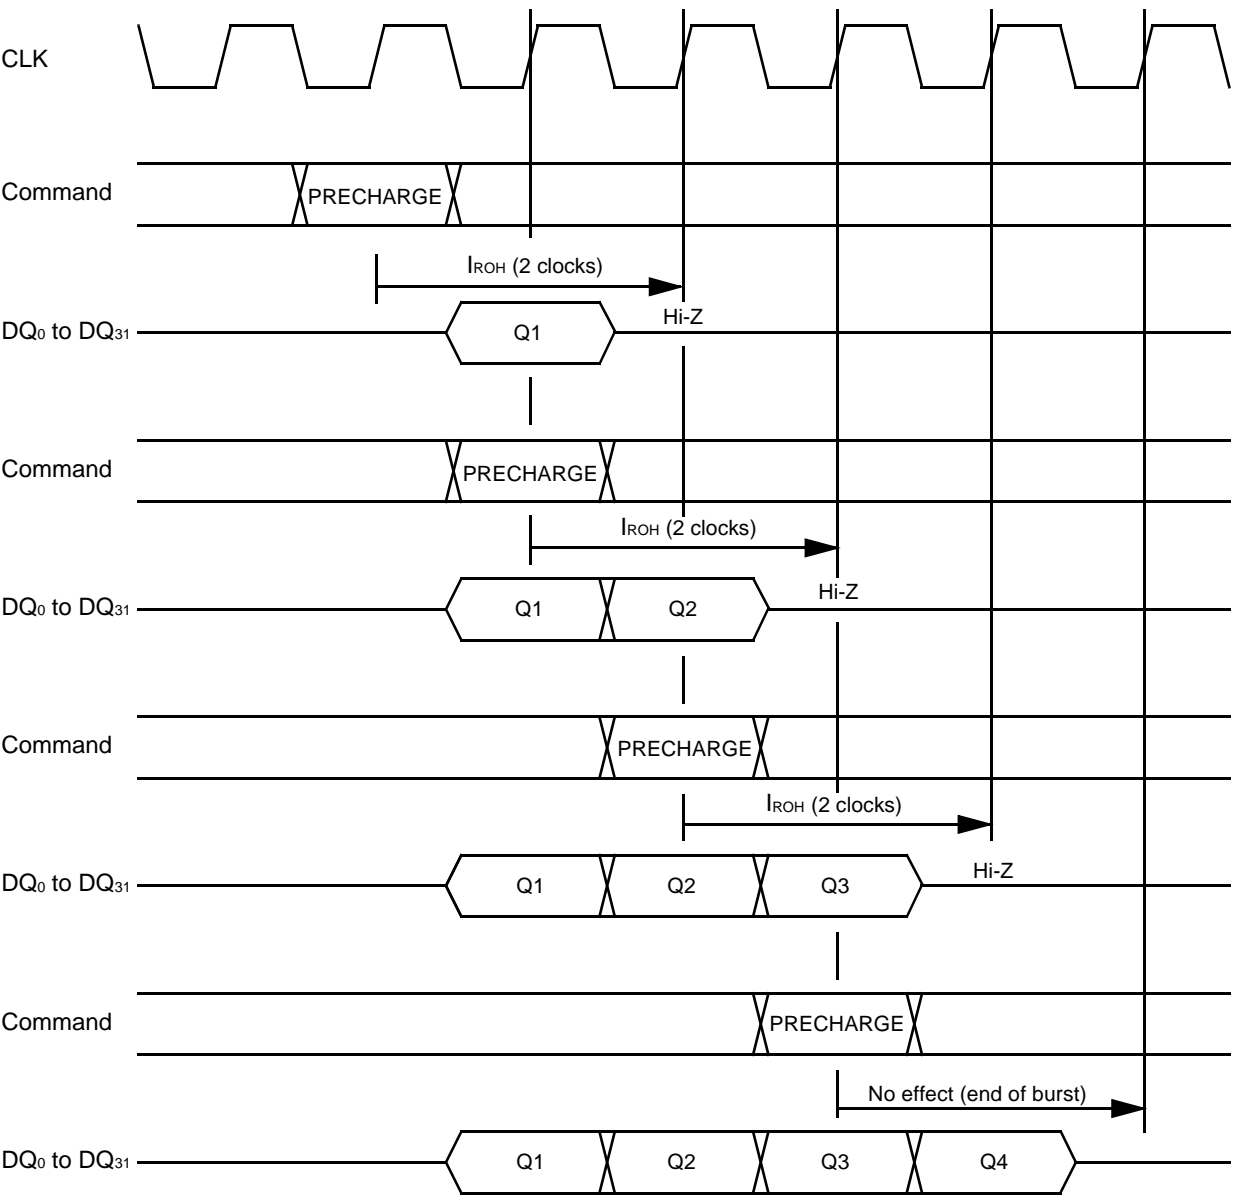 CLK
Command
PRECHARGE
IROH (2 clocks)
Hi-Z
DQ0 to DQ31
Q1
Command
PRECHARGE
IROH (2 clocks)
Hi-Z
DQ0 to DQ31
Q1 Q2
Command
PRECHARGE
IROH (2 clocks)
Hi-Z
DQ0 to DQ31
Q1 Q2 Q3
Command
PRECHARGE
No effect (end of burst)
DQ0 to DQ31
Q1 Q2 Q3 Q4